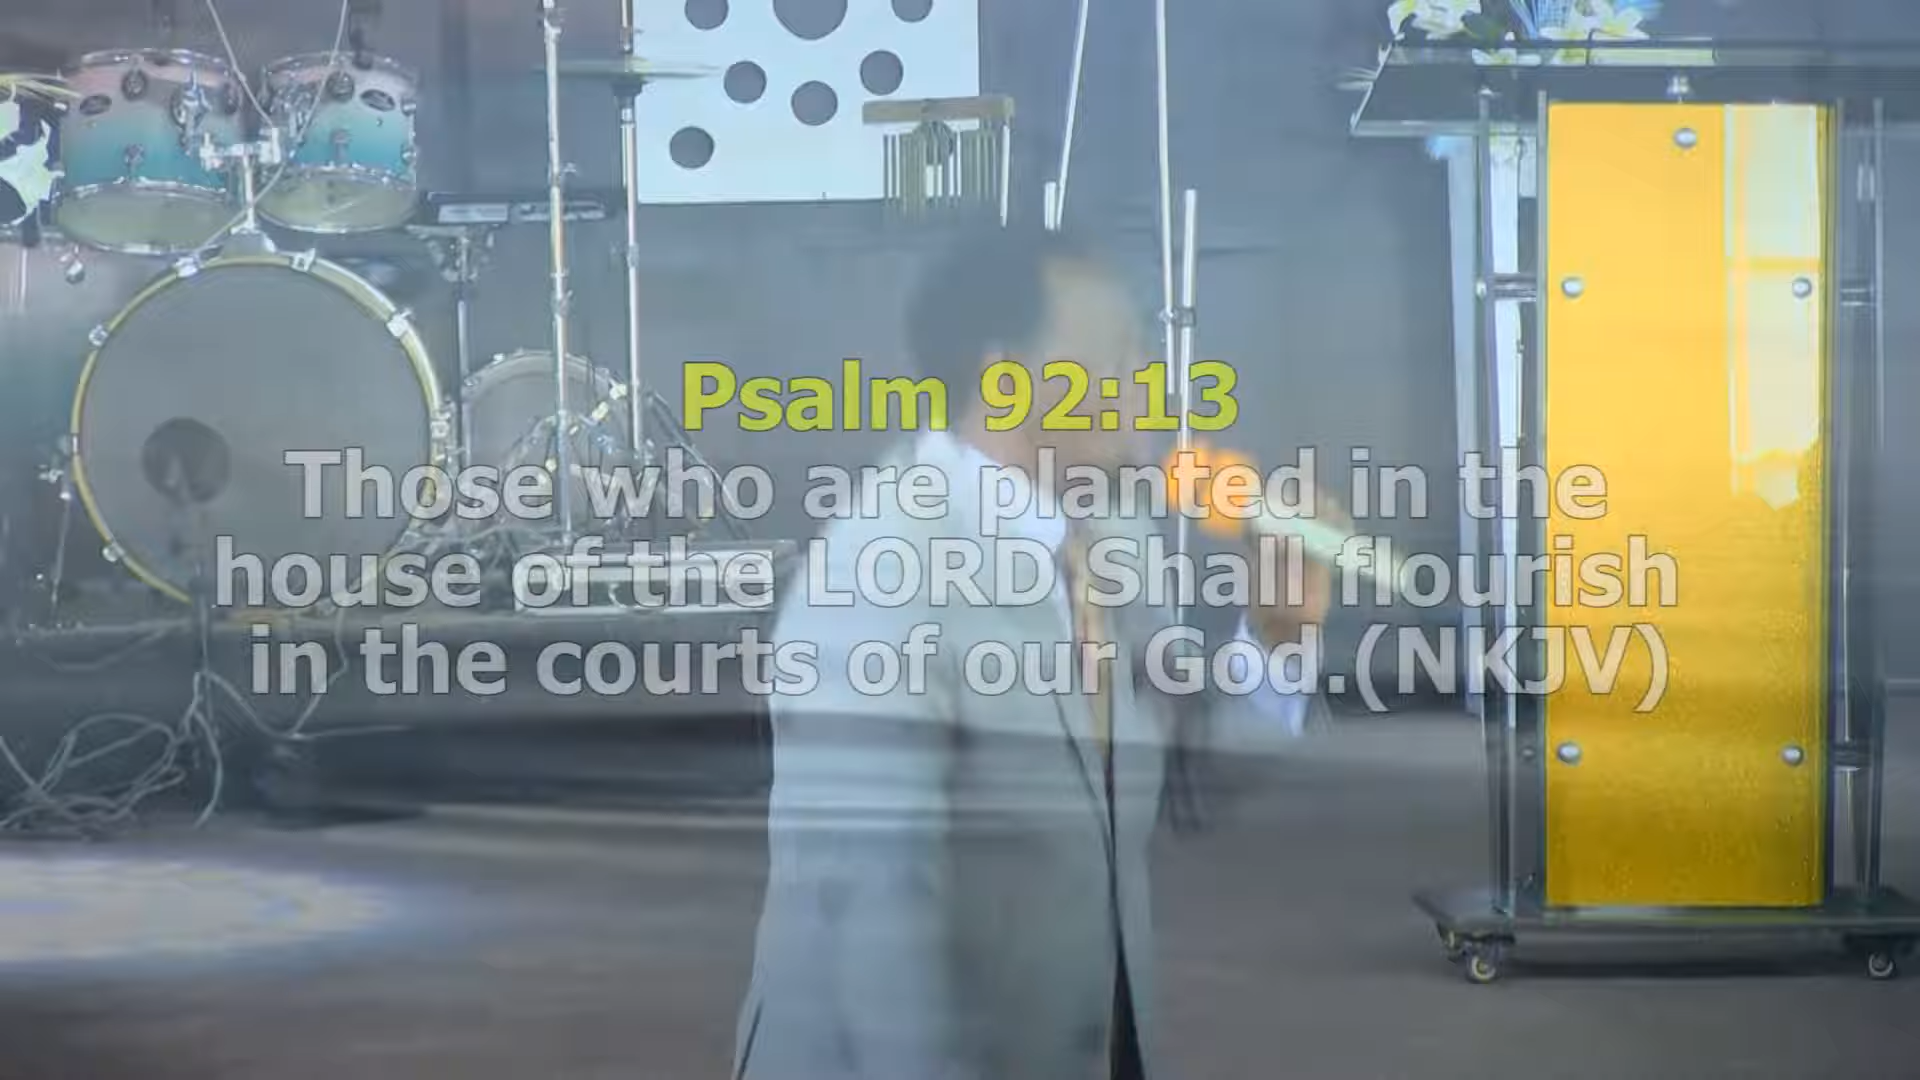 Psalm 92:13
Those who are planted in the
house of the LORD Shall flourish
in the courts of our God.(NKJV)